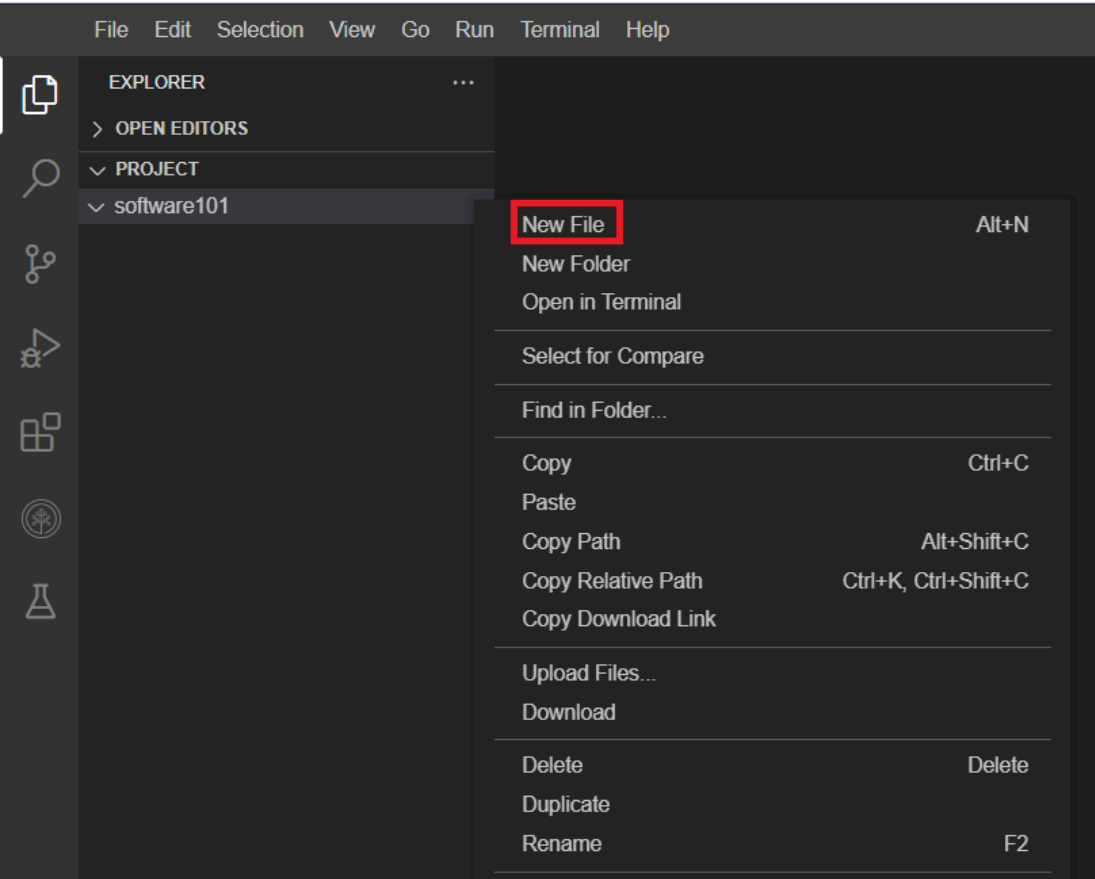 File Edit Selection View Go Run Terminal Help
EXPLORER ...
OPEN EDITORS
PROJECT
software101
New File Alt+N
New Folder
Open in Terminal
Select for Compare
Find in Folder...
Copy Ctrl+C
Paste
Copy Path Alt+Shift+C
Copy Relative Path Ctrl+K, Ctrl+Shift+C
Copy Download Link
Upload Files...
Download
Delete Delete
Duplicate
Rename F2